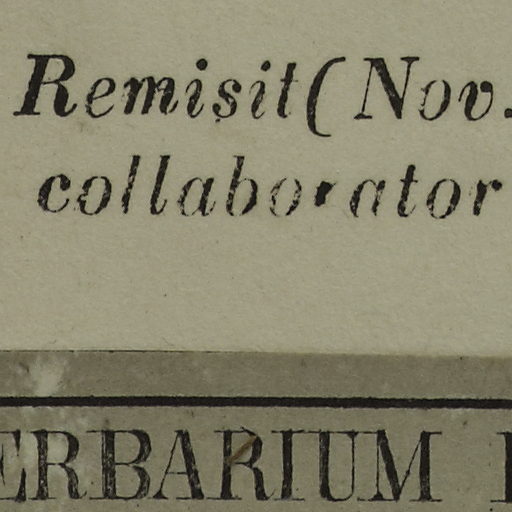 Remisit (Nov.
collaborator
ERBARIUM